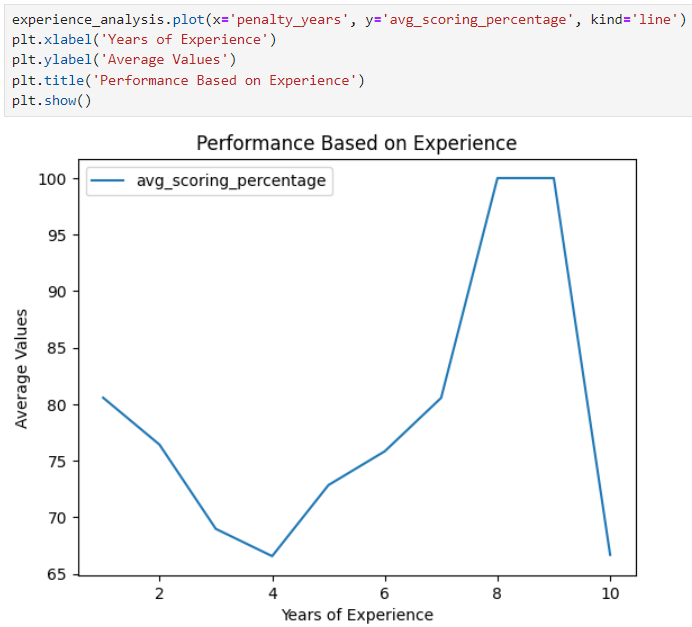 experience_analysis.plot(x='penalty_years', y='avg_scoring_percentage', kind='line')
plt.xlabel('Years of Experience')
plt.ylabel('Average Values')
plt.title('Performance Based on Experience')
plt.show()
Performance Based on Experience
avg_scoring_percentage
100
95
90
85
80
75
70
65
Average Values
2 4 6 8 10
Years of Experience